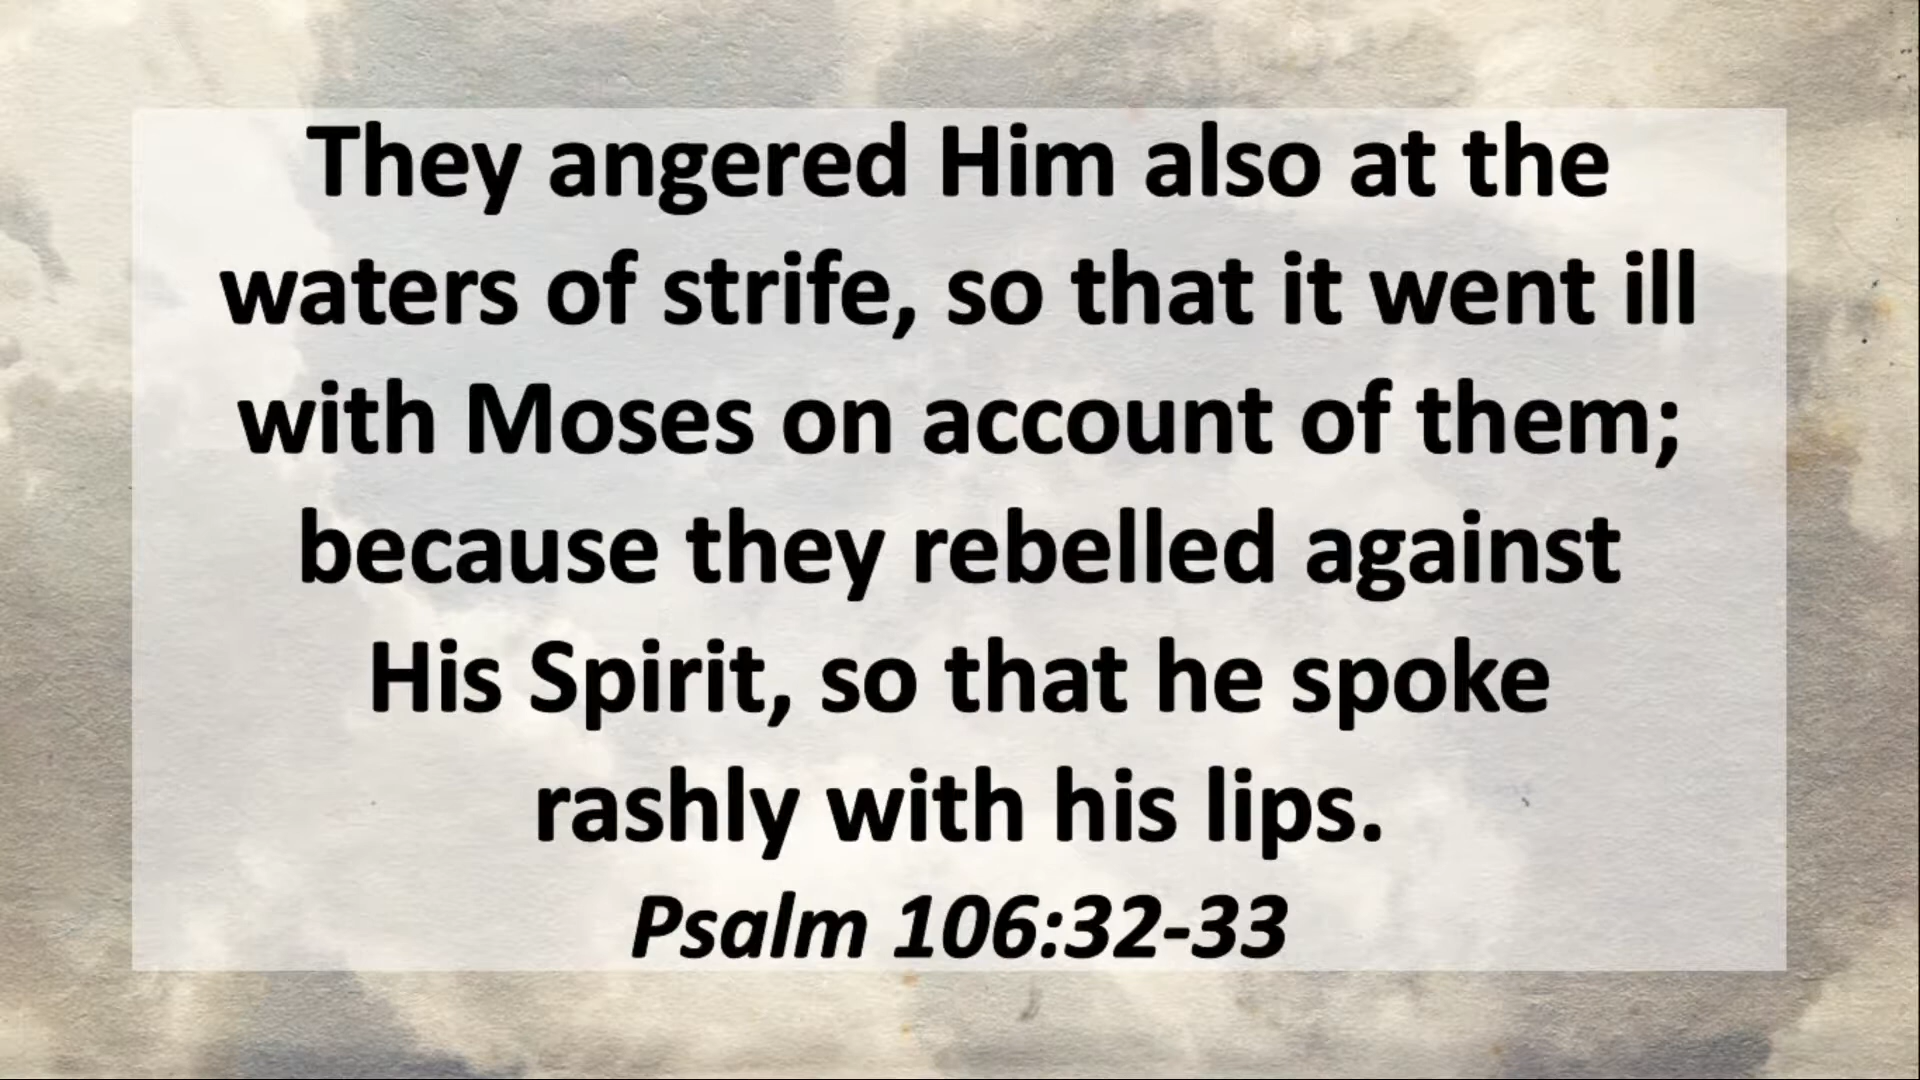 They angered Him also at the
waters of strife, so that it went ill
with Moses on account of them;
because they rebelled against
His Spirit, so that he spoke
rashly with his lips.
Psalm 106:32-33